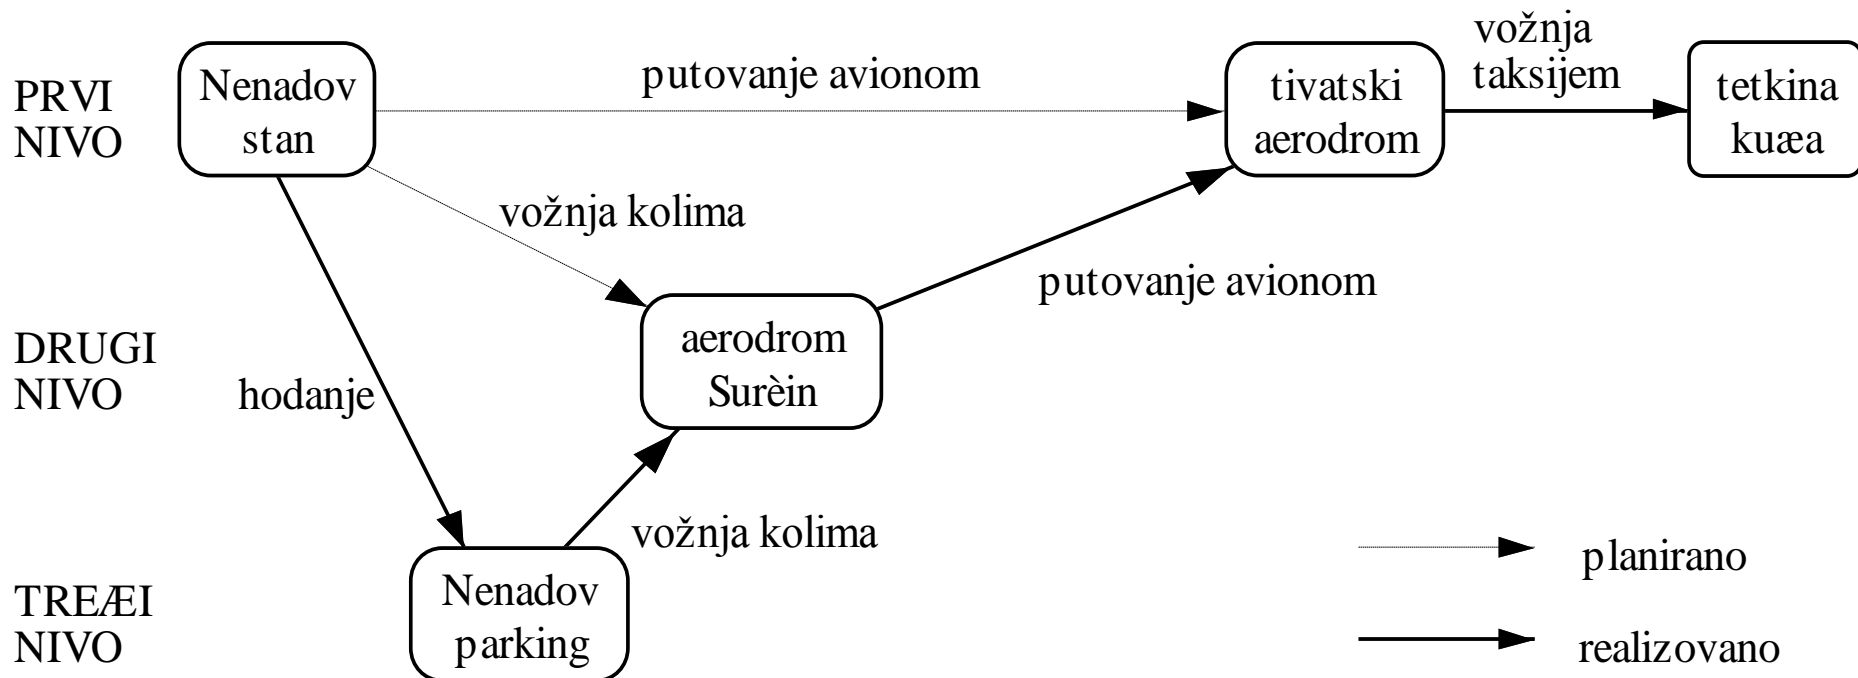 PRVI
NIVO
Nenadov
stan
putovanje avionom
tivatski
aerodrom
vožnja
taksijem
tetkina
kuæa
vožnja kolima
putovanje avionom
DRUGI
NIVO
aerodrom
Surèin
hodanje
vožnja kolima
TREÆI
NIVO
Nenadov
parking
planirano
realizovano